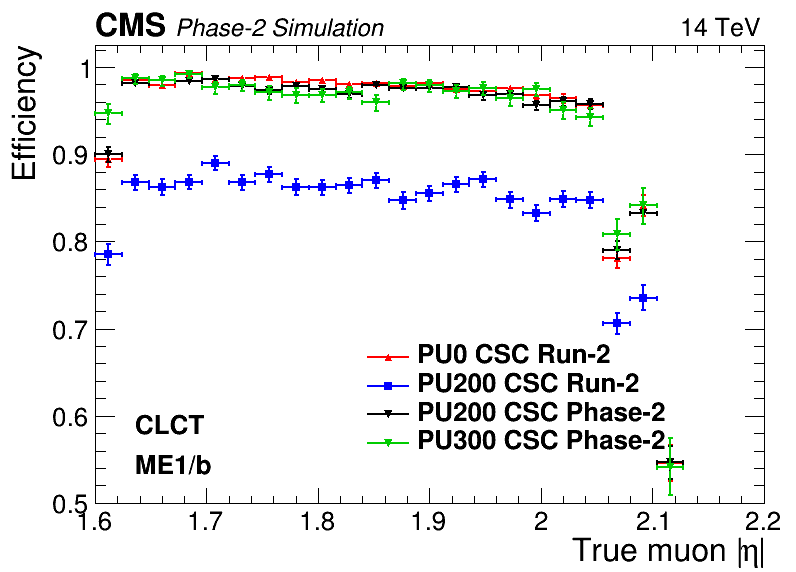 CMS Phase-2 Simulation 14 TeV
Efficiency
1
0.9
0.8
0.7
0.6
0.5
PU0 CSC Run-2
PU200 CSC Run-2
PU200 CSC Phase-2
PU300 CSC Phase-2
CLCT
ME1/b
1.6 1.7 1.8 1.9 2 2.1 2.2
True muon |η|